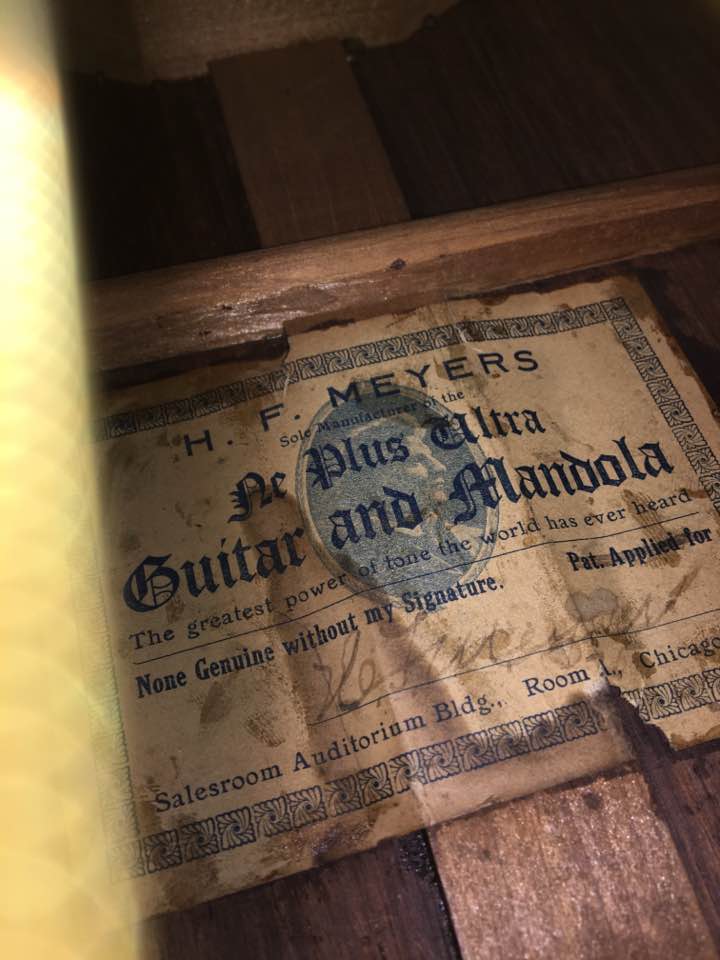 H. F. MEYERS
Sole Manufacturer of the
Ne Plus Ultra
Guitar and Mandola
The greatest power of tone the world has ever heard
Pat. Applied for
None Genuine without my Signature.
Salesroom Auditorium Bldg., Room 1., Chicago